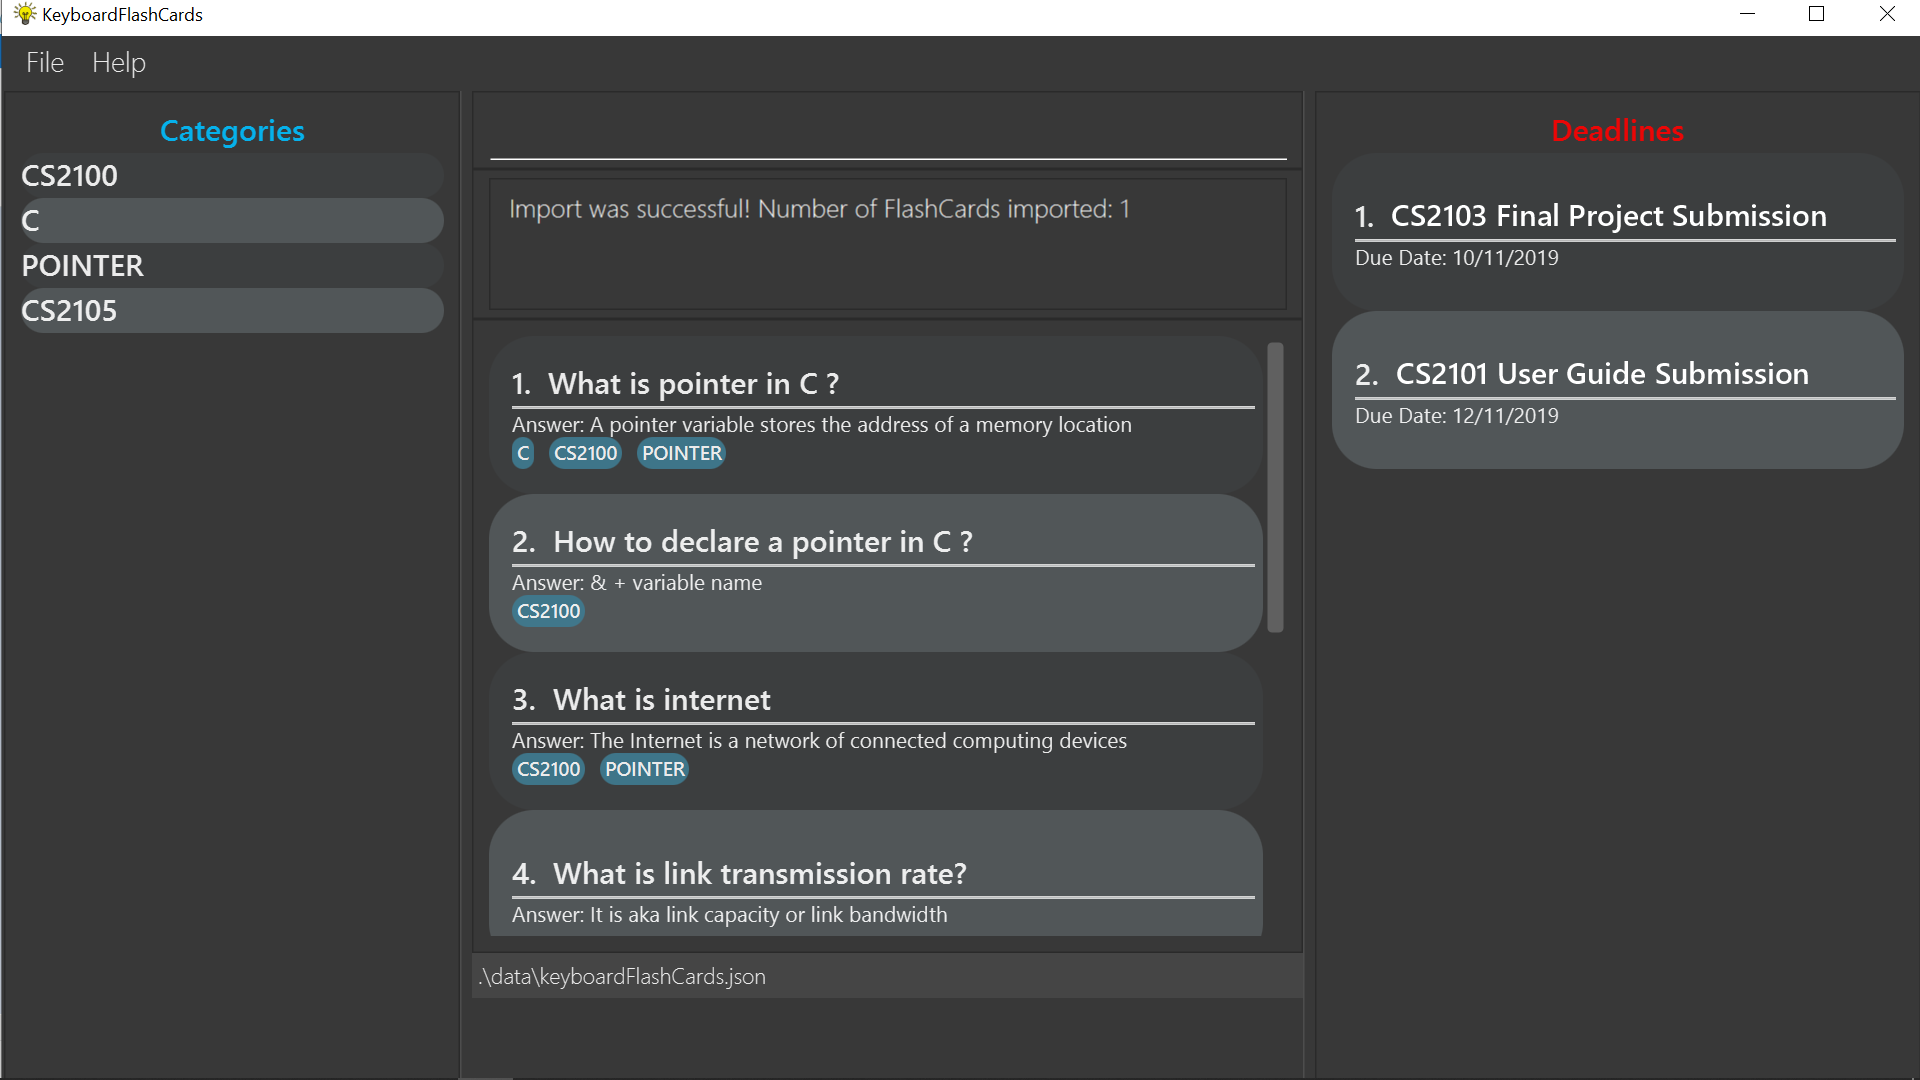 KeyboardFlashCards
File Help
Categories
CS2100
C
POINTER
CS2105
Import was successful! Number of FlashCards imported: 1
1. What is pointer in C ?
Answer: A pointer variable stores the address of a memory location
C CS2100 POINTER
2. How to declare a pointer in C ?
Answer: & + variable name
CS2100
3. What is internet
Answer: The Internet is a network of connected computing devices
CS2100 POINTER
4. What is link transmission rate?
Answer: It is aka link capacity or link bandwidth
.\data\keyboardFlashCards.json
Deadlines
1. CS2103 Final Project Submission
Due Date: 10/11/2019
2. CS2101 User Guide Submission
Due Date: 12/11/2019